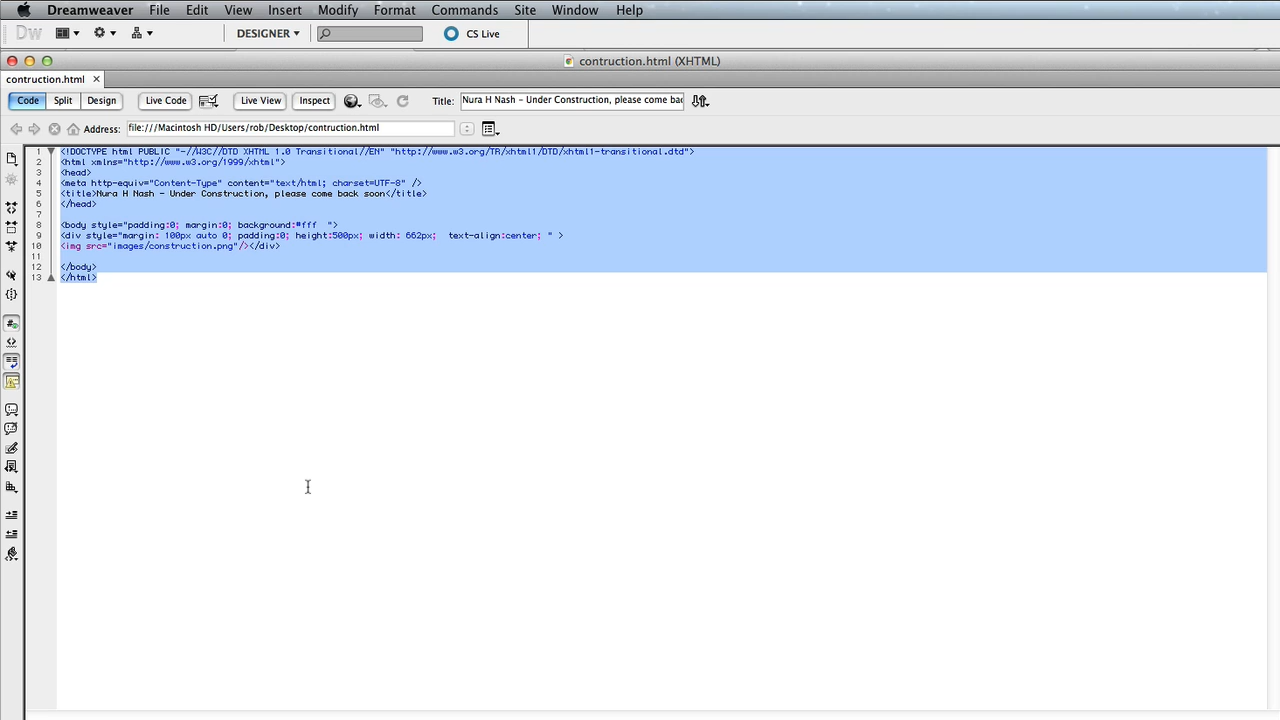 Dreamweaver File Edit View Insert Modify Format Commands Site Window Help
Dw DESIGNER CS Live
contruction.html (XHTML)
contruction.html
Code Split Design Live Code Live View Inspect Title: Nura H Nash - Under Construction, please come bac
Address: file:///Macintosh HD/Users/rob/Desktop/contruction.html
1 <!DOCTYPE html PUBLIC "-//W3C//DTD XHTML 1.0 Transitional//EN" "http://www.w3.org/TR/xhtml1/DTD/xhtml1-transitional.dtd">
2 <html xmlns="http://www.w3.org/1999/xhtml">
3 <head>
4 <meta http-equiv="Content-Type" content="text/html; charset=UTF-8" />
5 <title>Nura H Nash - Under Construction, please come back soon</title>
6 </head>
7
8 <body style="padding:0; margin:0; background:#fff  ">
9 <div style="margin: 100px auto 0; padding:0; height:500px; width: 662px;  text-align:center; " >
10 <img src="images/construction.png"/></div>
11
12 </body>
13 </html>